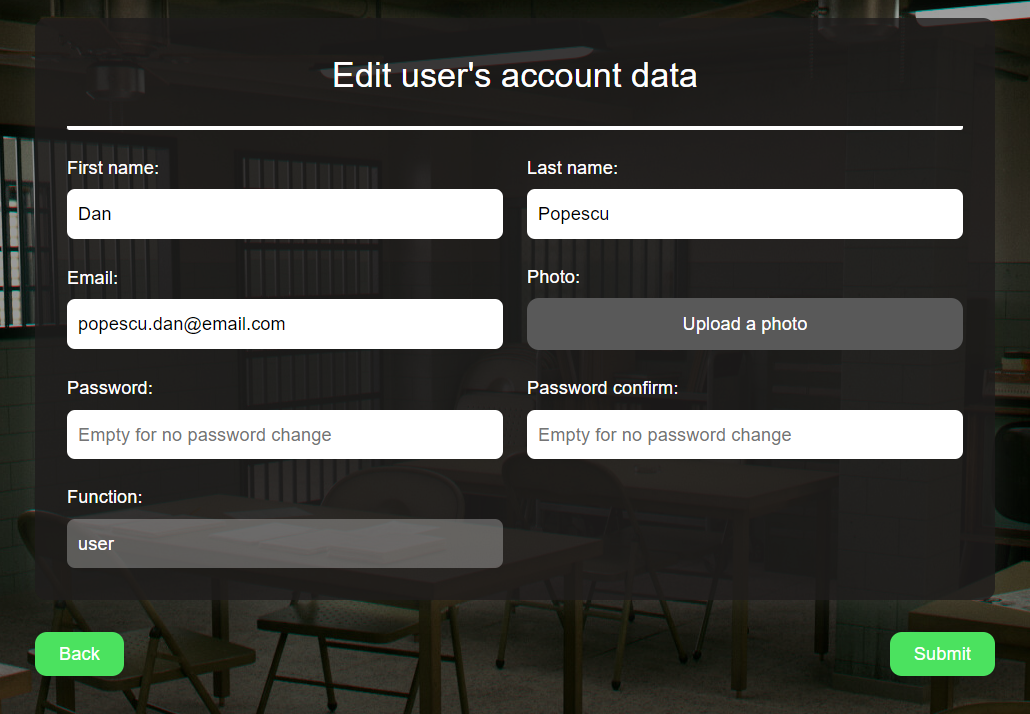 Edit user's account data
First name:
Last name:
Dan
Popescu
Email:
Photo:
popescu.dan@email.com
Upload a photo
Password:
Password confirm:
Empty for no password change
Empty for no password change
Function:
user
Back
Submit